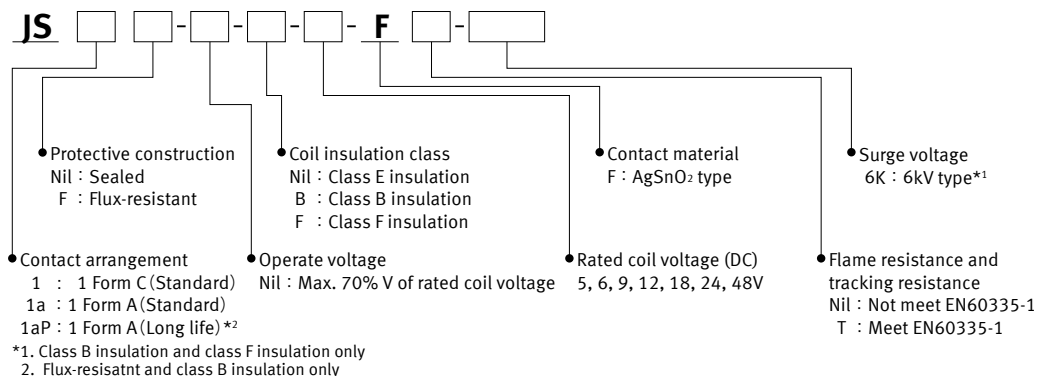 JS - - - - F -
Protective construction
Nil : Sealed
F : Flux-resistant
Coil insulation class
Nil : Class E insulation
B : Class B insulation
F : Class F insulation
Contact material
F : AgSnO2 type
Surge voltage
6K : 6kV type*1
Contact arrangement
1 : 1 Form C (Standard)
1a : 1 Form A (Standard)
1aP : 1 Form A (Long life) *2
Operate voltage
Nil : Max. 70% V of rated coil voltage
Rated coil voltage (DC)
5, 6, 9, 12, 18, 24, 48V
Flame resistance and
tracking resistance
Nil : Not meet EN60335-1
T : Meet EN60335-1
*1. Class B insulation and class F insulation only
2. Flux-resisatnt and class B insulation only